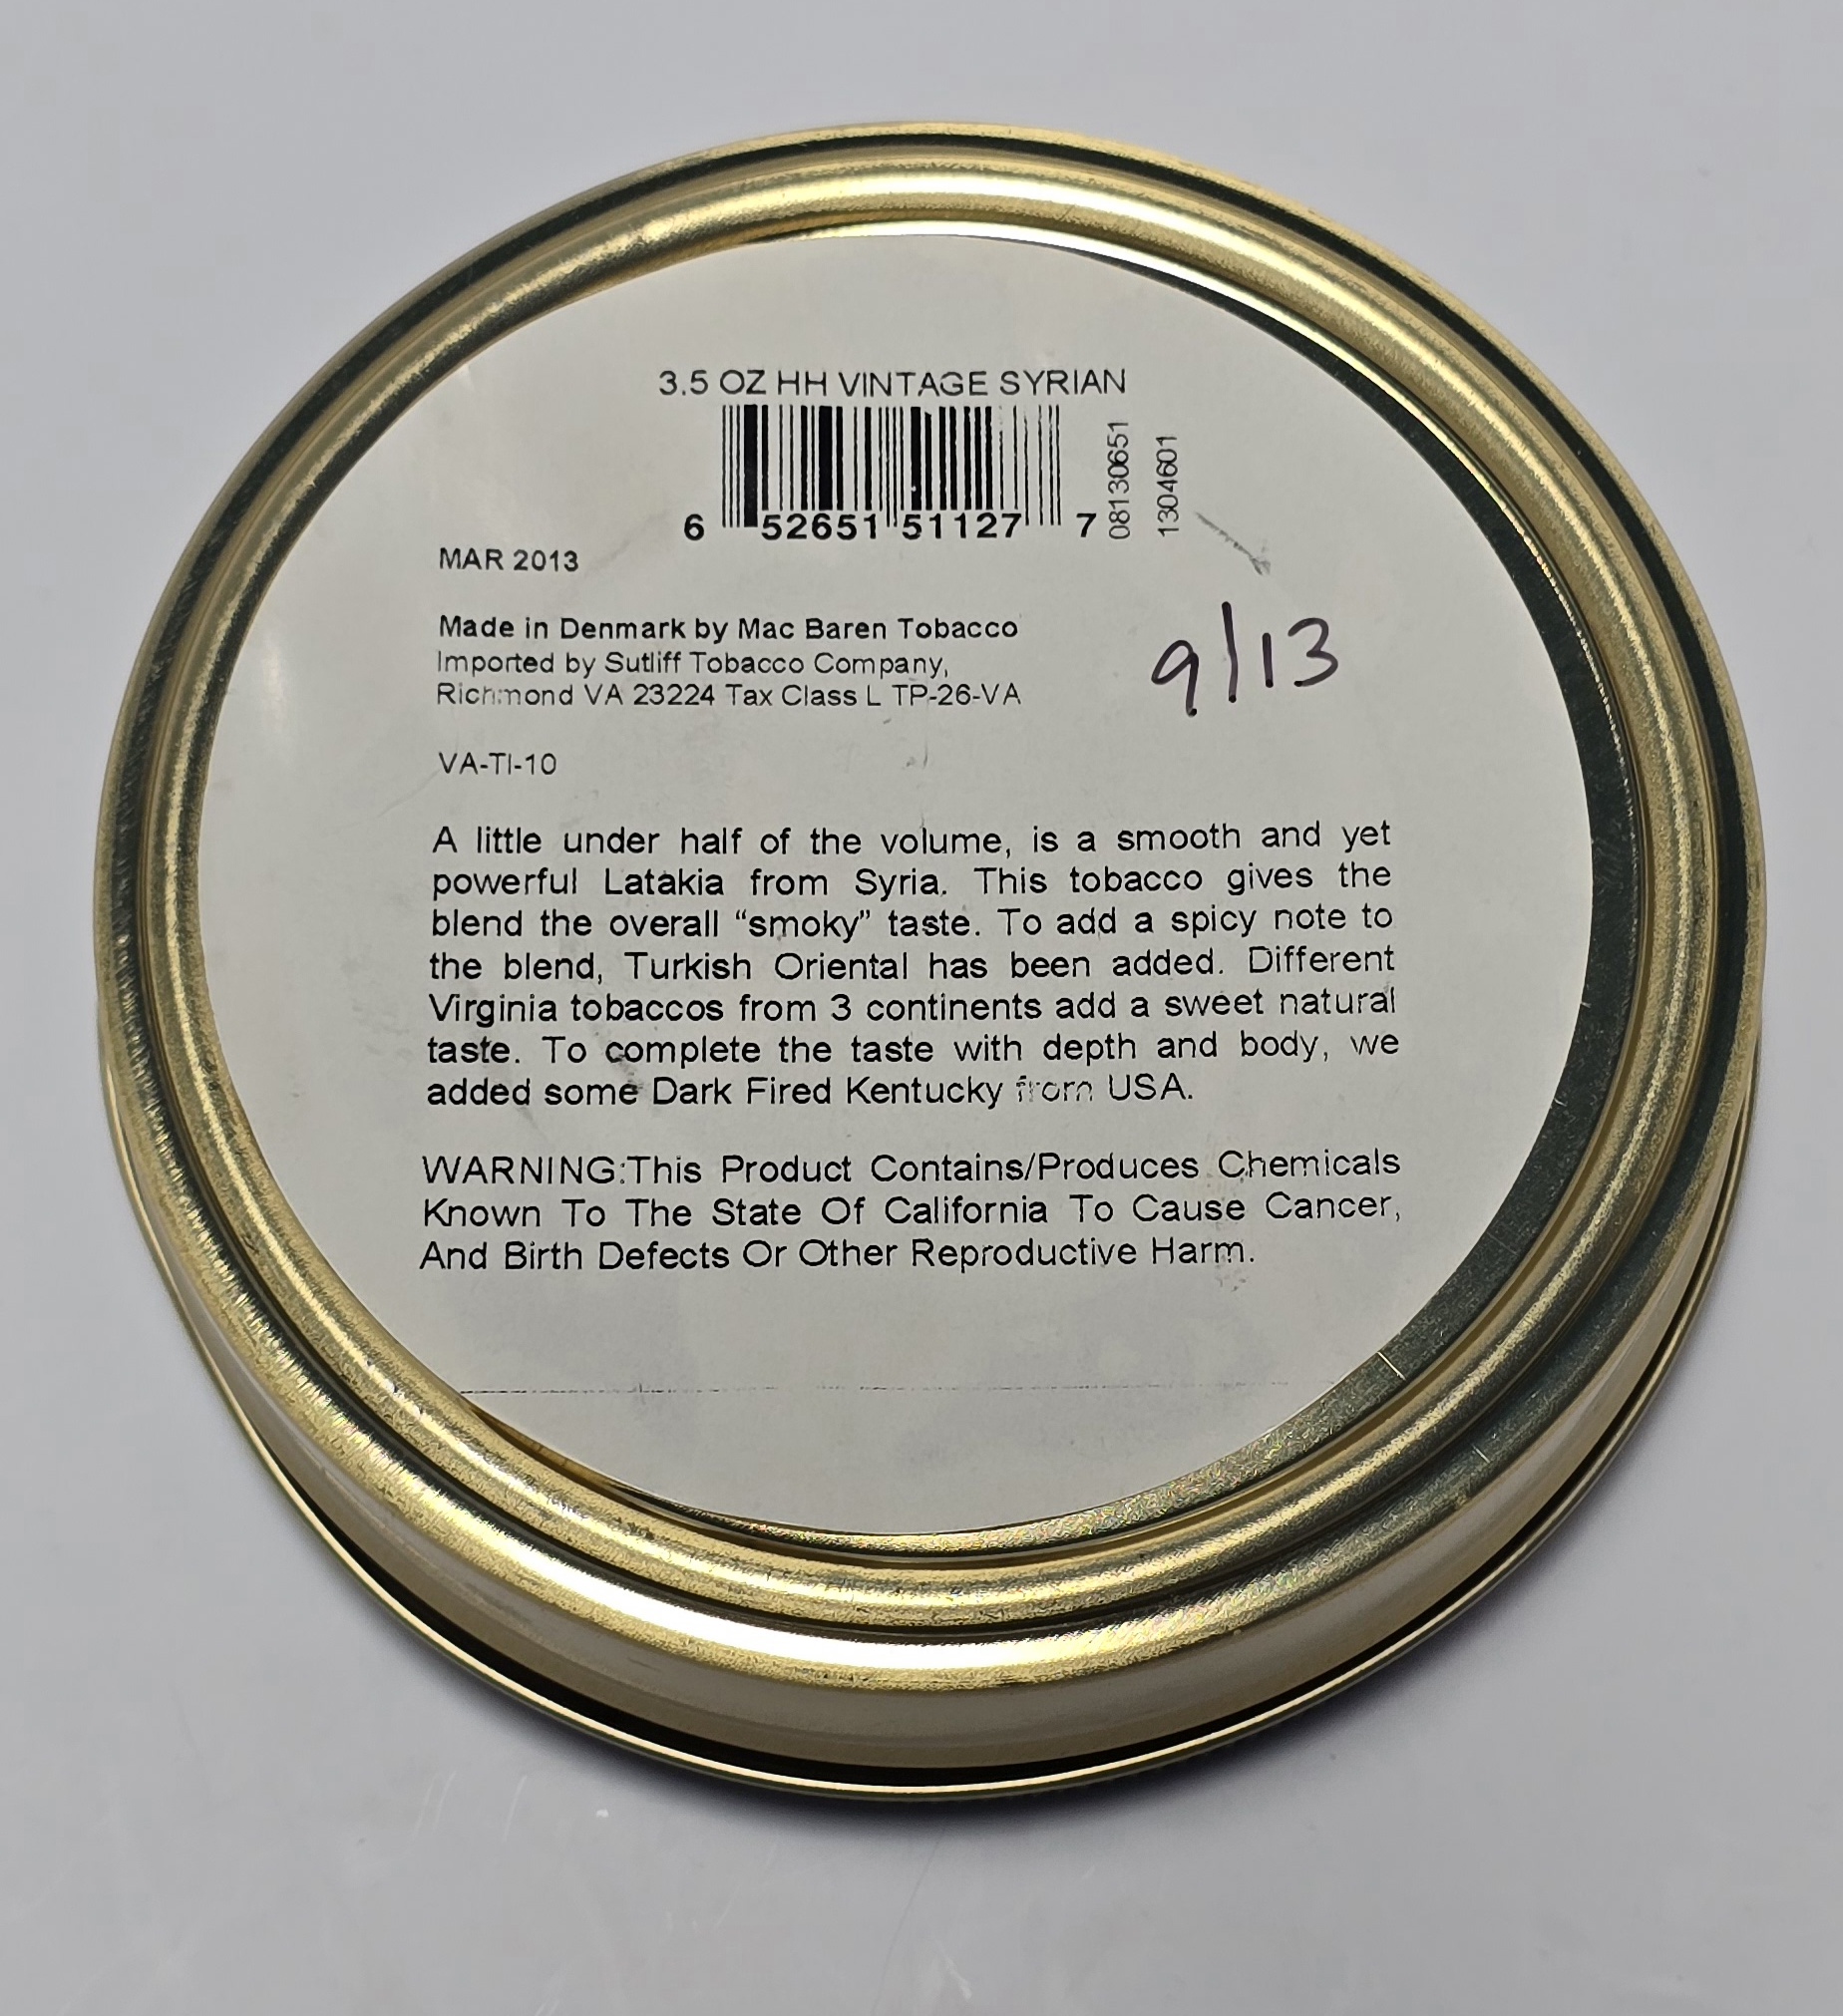 3.5 OZ HH VINTAGE SYRIAN
6 52651 51127 7
08130651
1304601
MAR 2013
Made in Denmark by Mac Baren Tobacco
Imported by Sutliff Tobacco Company,
Richmond VA 23224 Tax Class L TP-26-VA
9/13
VA-TI-10
A little under half of the volume, is a smooth and yet
powerful Latakia from Syria. This tobacco gives the
blend the overall “smoky” taste. To add a spicy note to
the blend, Turkish Oriental has been added. Different
Virginia tobaccos from 3 continents add a sweet natural
taste. To complete the taste with depth and body, we
added some Dark Fired Kentucky from USA.
WARNING:This Product Contains/Produces Chemicals
Known To The State Of California To Cause Cancer,
And Birth Defects Or Other Reproductive Harm.